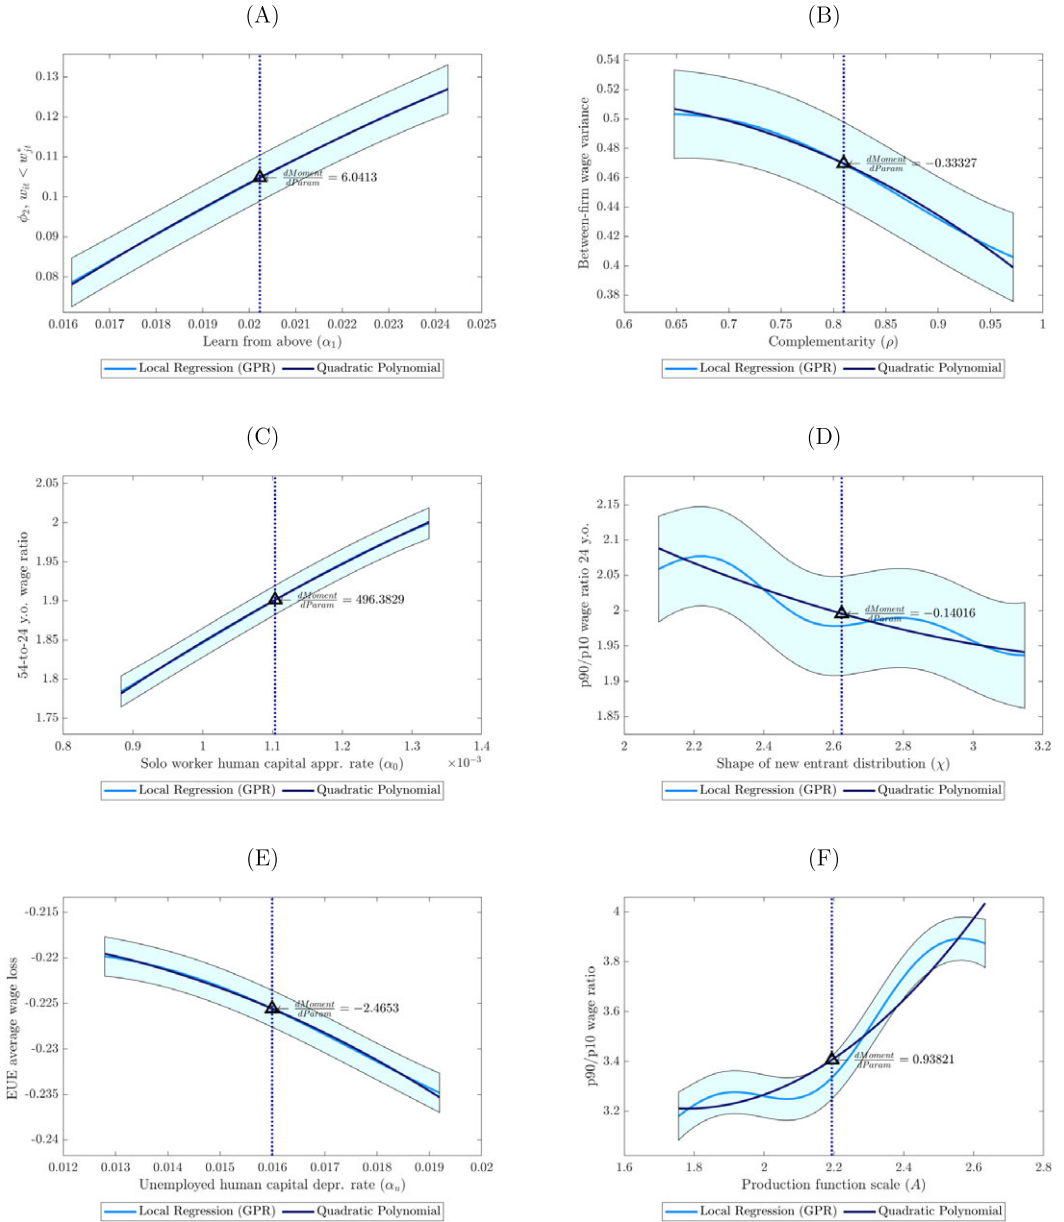 (A)
0.13
0.12
0.11
0.1
0.09
0.08
ϕ₂, wᵢₜ < w*ⱼₜ
dMoment/dParam = 6.0413
0.016 0.017 0.018 0.019 0.02 0.021 0.022 0.023 0.024 0.025
Learn from above (α₁)
Local Regression (GPR) Quadratic Polynomial
(B)
0.54
0.52
0.5
0.48
0.46
0.44
0.42
0.4
0.38
Between-firm wage variance
dMoment/dParam = −0.33327
0.6 0.65 0.7 0.75 0.8 0.85 0.9 0.95 1
Complementarity (ρ)
Local Regression (GPR) Quadratic Polynomial
(C)
2.05
2
1.95
1.9
1.85
1.8
1.75
54-to-24 y.o. wage ratio
dMoment/dParam = 496.3829
0.8 0.9 1 1.1 1.2 1.3 1.4
Solo worker human capital appr. rate (α₀) ×10⁻³
Local Regression (GPR) Quadratic Polynomial
(D)
2.15
2.1
2.05
2
1.95
1.9
1.85
p90/p10 wage ratio 24 y.o.
dMoment/dParam = −0.14016
2 2.2 2.4 2.6 2.8 3 3.2
Shape of new entrant distribution (χ)
Local Regression (GPR) Quadratic Polynomial
(E)
-0.215
-0.22
-0.225
-0.23
-0.235
-0.24
EUE average wage loss
dMoment/dParam = −2.4653
0.012 0.013 0.014 0.015 0.016 0.017 0.018 0.019 0.02
Unemployed human capital depr. rate (αᵤ)
Local Regression (GPR) Quadratic Polynomial
(F)
4
3.8
3.6
3.4
3.2
p90/p10 wage ratio
dMoment/dParam = 0.93821
1.6 1.8 2 2.2 2.4 2.6 2.8
Production function scale (A)
Local Regression (GPR) Quadratic Polynomial